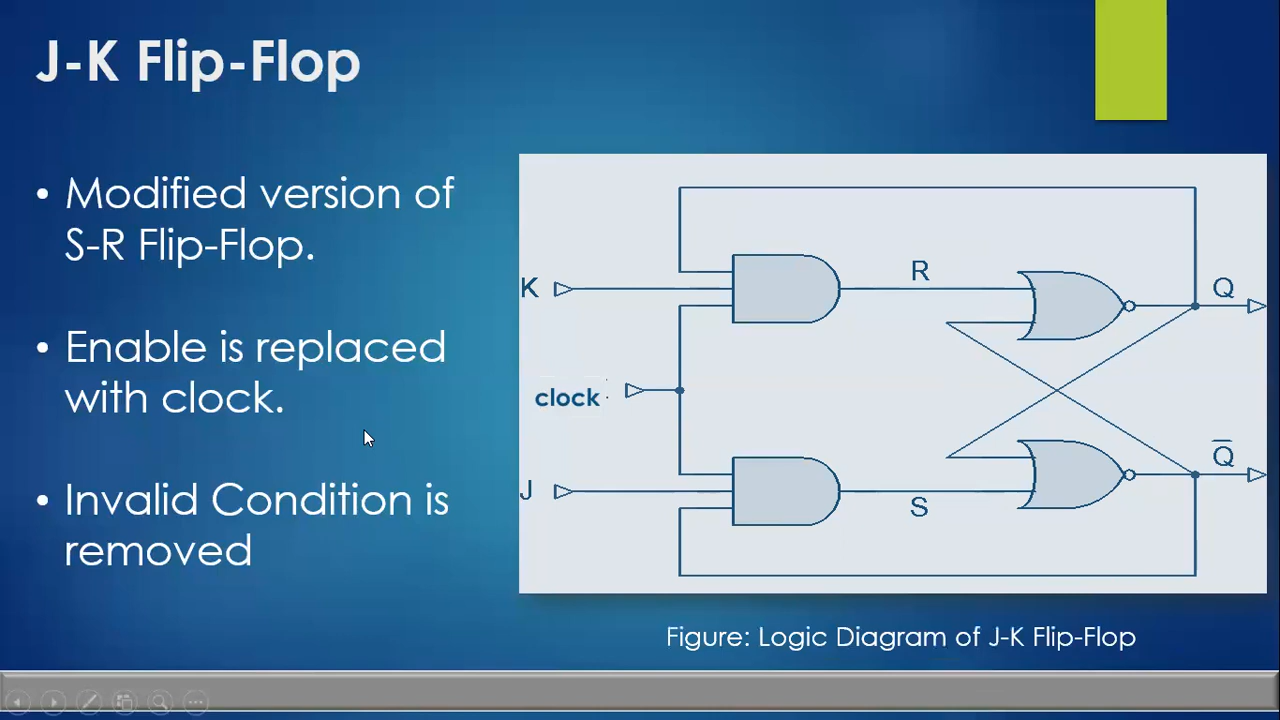 J-K Flip-Flop
• Modified version of
S-R Flip-Flop.
• Enable is replaced
with clock.
• Invalid Condition is
removed
K
R
Q
clock
J
S
Q̅
Figure: Logic Diagram of J-K Flip-Flop